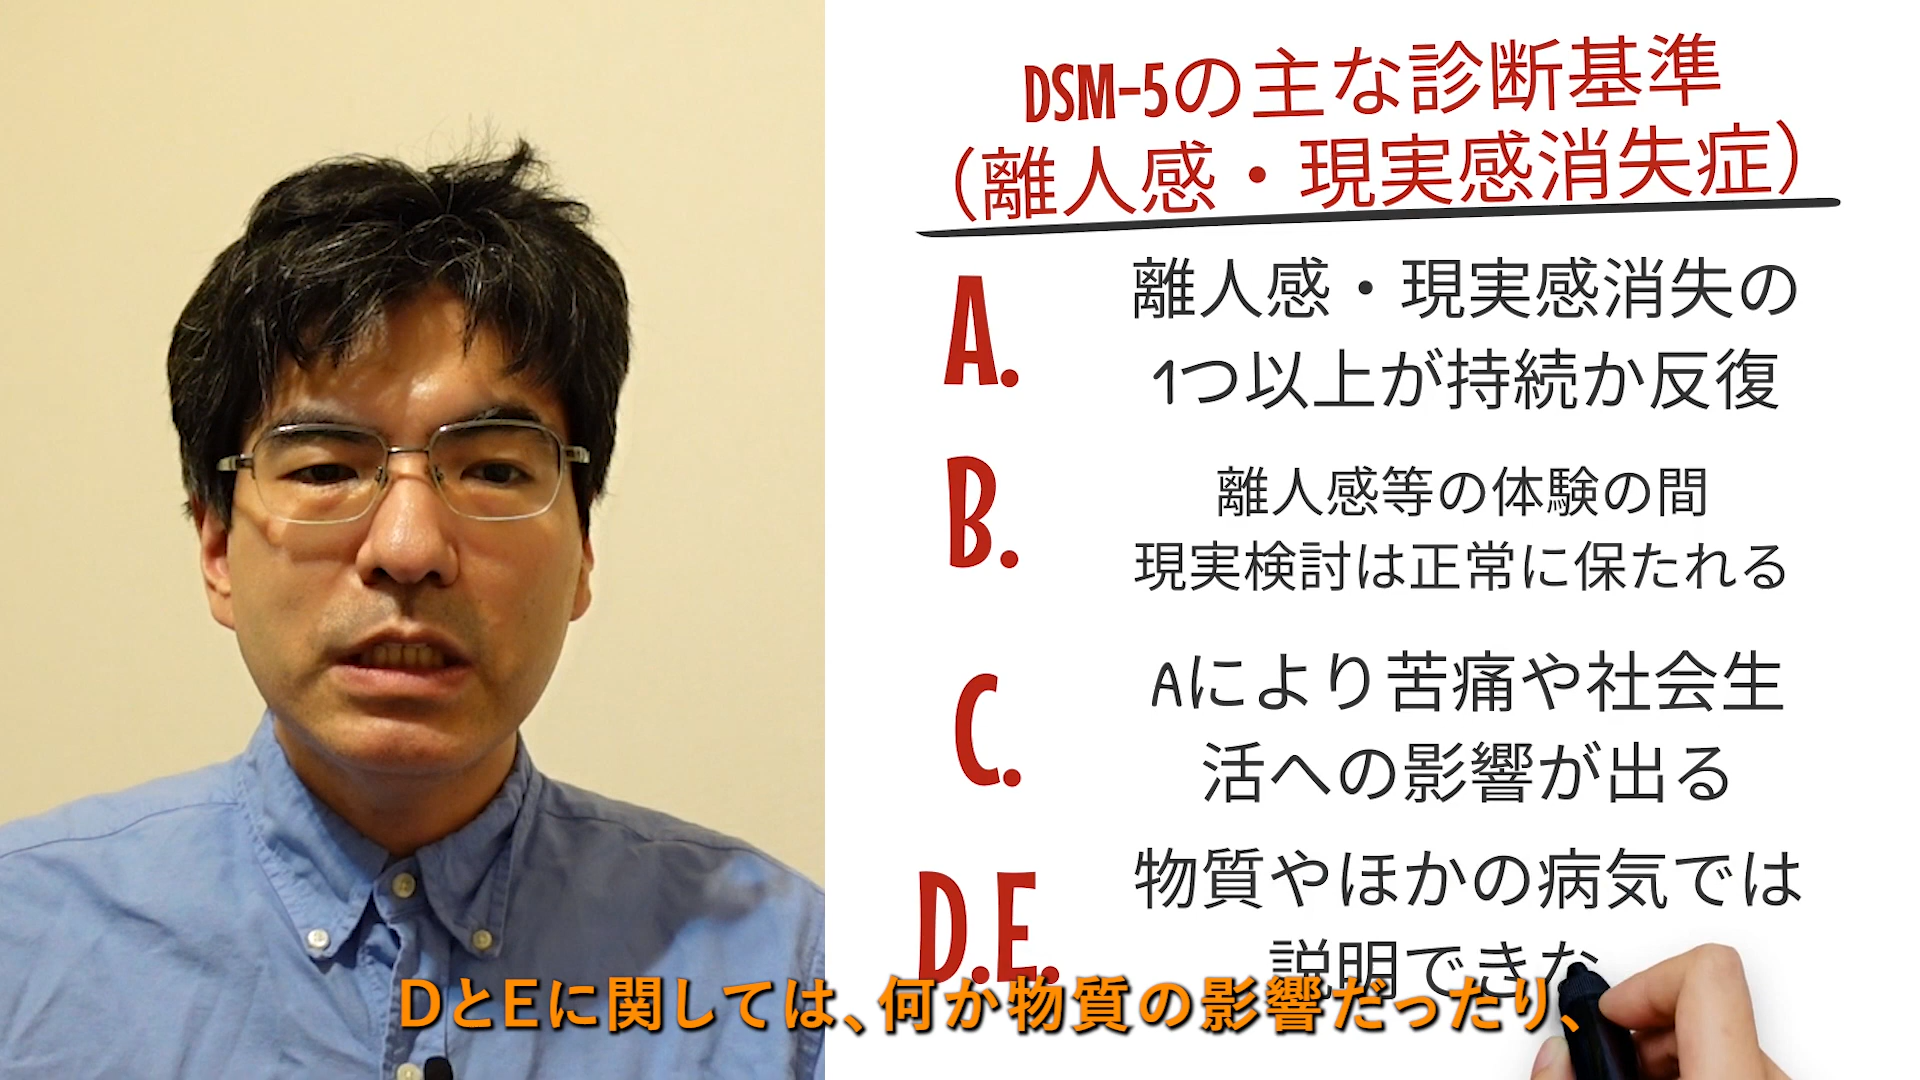 DSM-5の主な診断基準
（離人感・現実感消失症）
A.
離人感・現実感消失の
1つ以上が持続か反復
B.
離人感等の体験の間
現実検討は正常に保たれる
C.
Aにより苦痛や社会生
活への影響が出る
D.E.
物質やほかの病気では
説明できな
DとEに関しては、何か物質の影響だったり、